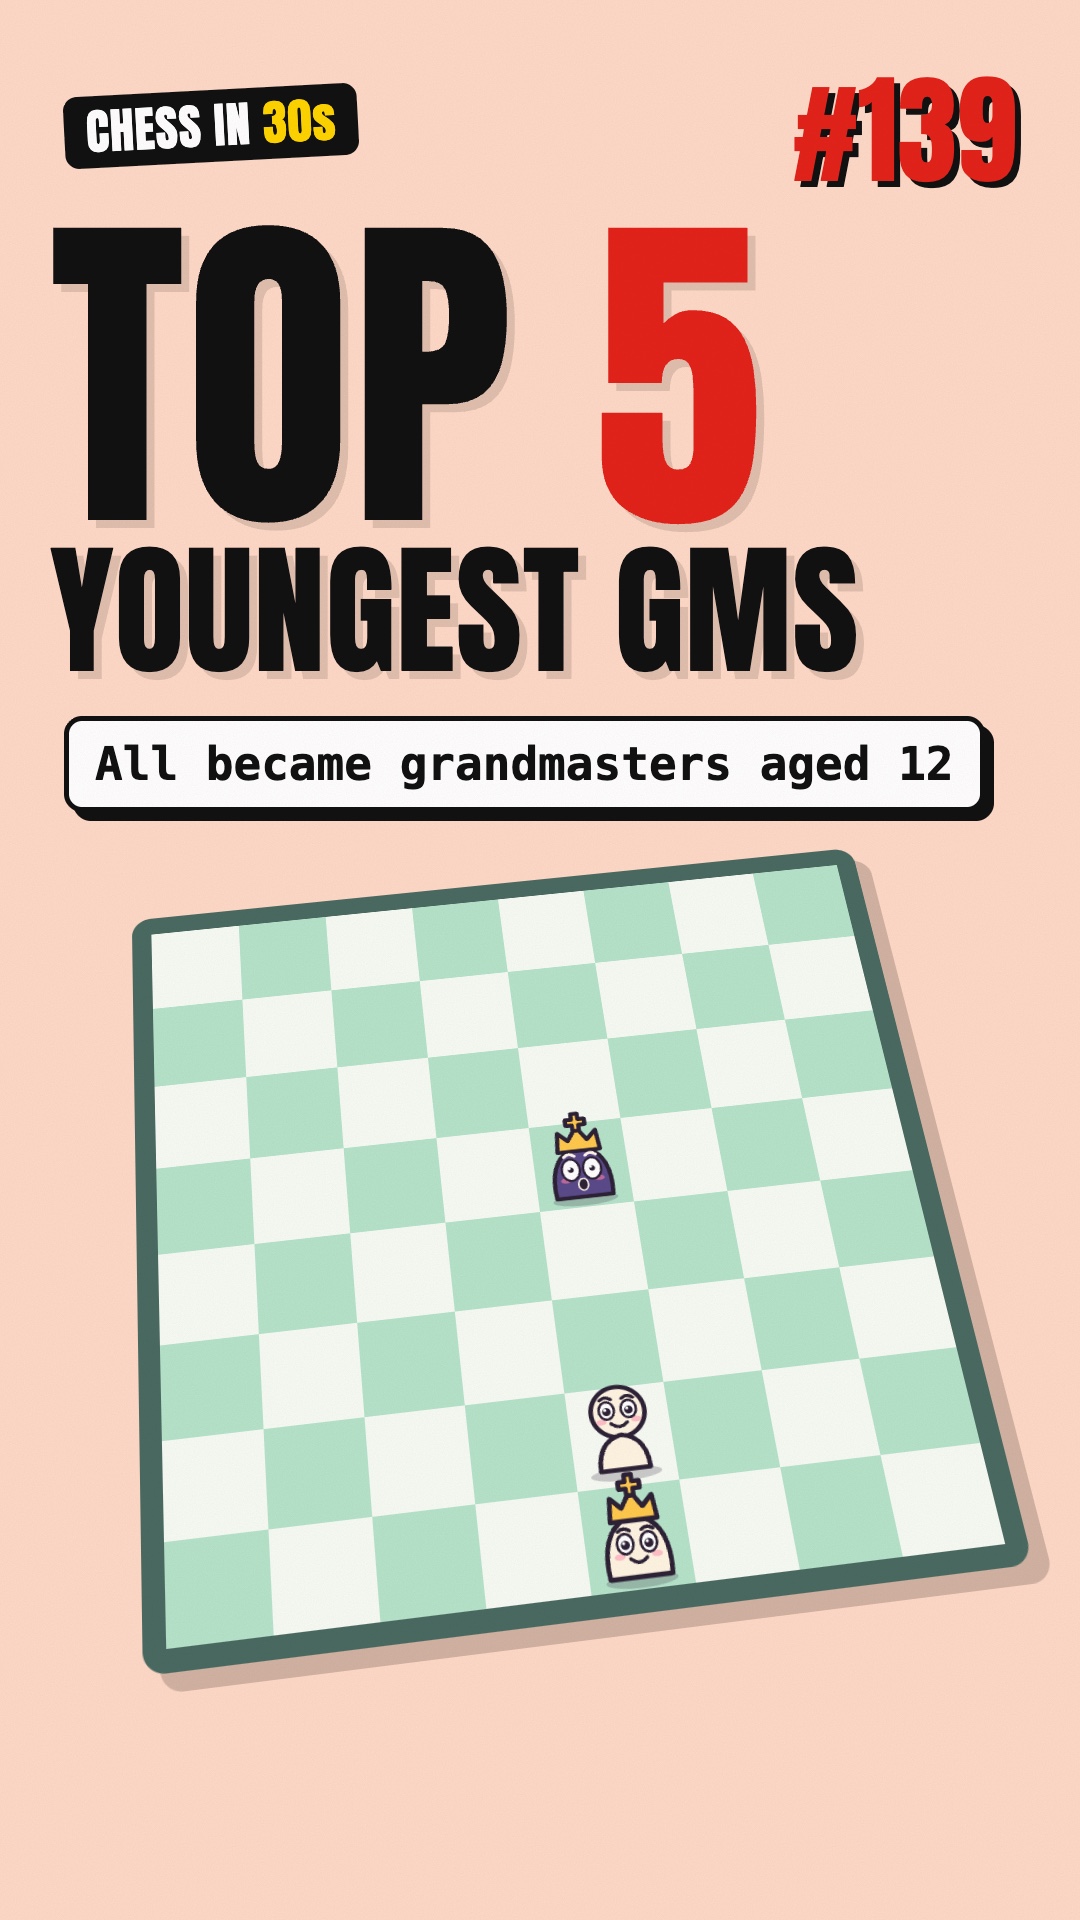 CHESS IN 30s
#139
TOP 5
YOUNGEST GMS
All became grandmasters aged 12